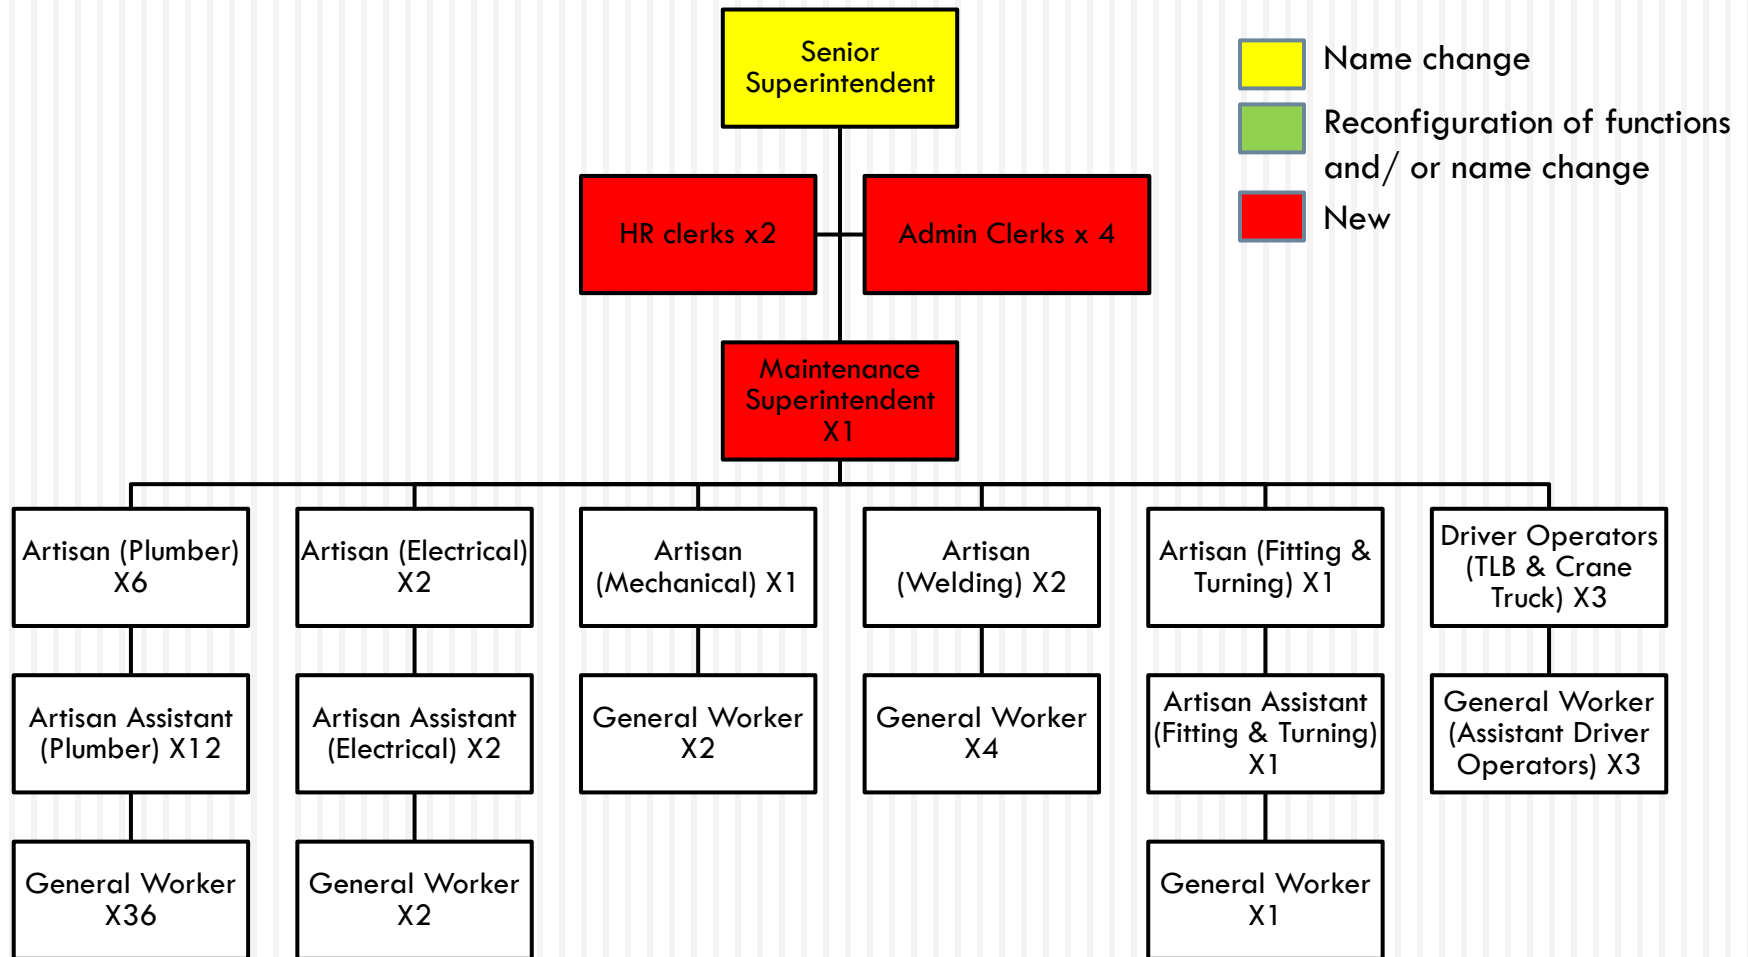 Senior
Superintendent
Name change
Reconfiguration of functions
and/ or name change
New
HR clerks x2
Admin Clerks x 4
Maintenance
Superintendent
X1
Artisan (Plumber)
X6
Artisan (Electrical)
X2
Artisan
(Mechanical) X1
Artisan
(Welding) X2
Artisan (Fitting &
Turning) X1
Driver Operators
(TLB & Crane
Truck) X3
Artisan Assistant
(Plumber) X12
Artisan Assistant
(Electrical) X2
General Worker
X2
General Worker
X4
Artisan Assistant
(Fitting & Turning)
X1
General Worker
(Assistant Driver
Operators) X3
General Worker
X36
General Worker
X2
General Worker
X1